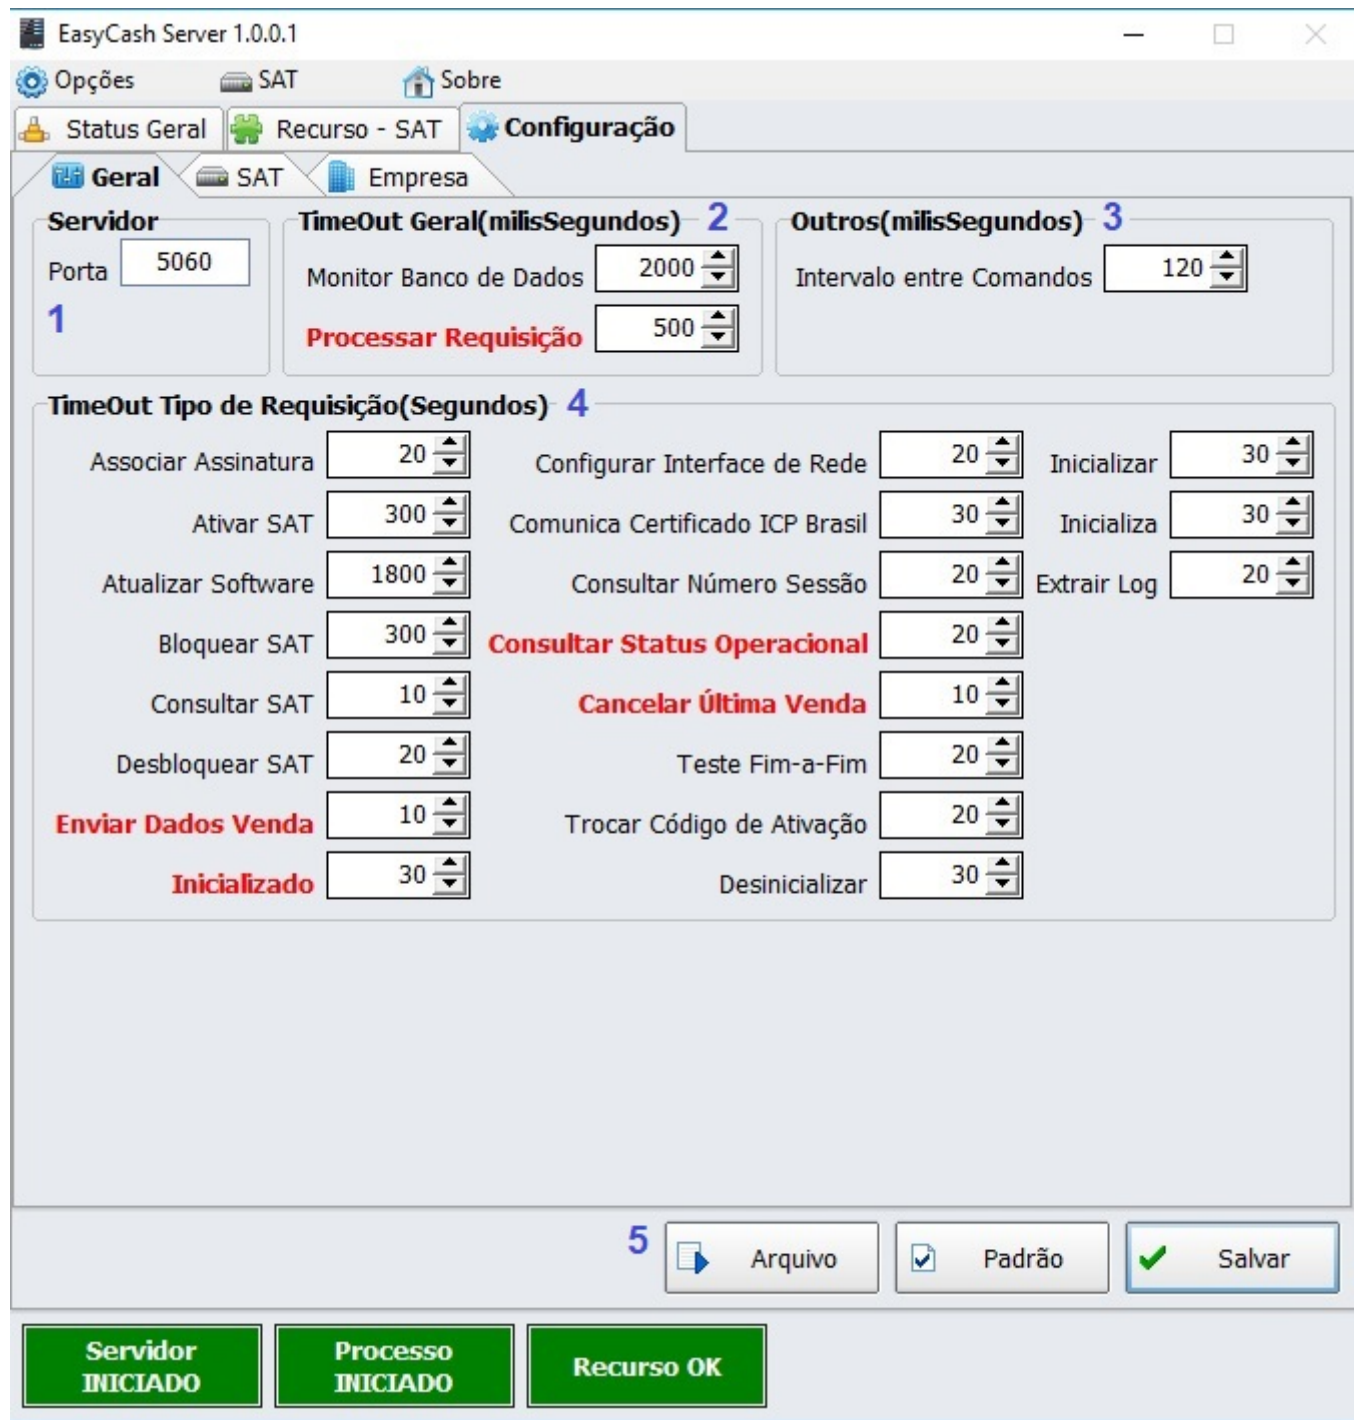 EasyCash Server 1.0.0.1
Opções SAT Sobre
Status Geral Recurso - SAT Configuração
Geral SAT Empresa
Servidor TimeOut Geral(milisSegundos) 2 Outros(milisSegundos) 3
Porta 5060 Monitor Banco de Dados 2000 Intervalo entre Comandos 120
1 Processar Requisição 500
TimeOut Tipo de Requisição(Segundos) 4
Associar Assinatura 20 Configurar Interface de Rede 20 Inicializar 30
Ativar SAT 300 Comunica Certificado ICP Brasil 30 Inicializa 30
Atualizar Software 1800 Consultar Número Sessão 20 Extrair Log 20
Bloquear SAT 300 Consultar Status Operacional 20
Consultar SAT 10 Cancelar Última Venda 10
Desbloquear SAT 20 Teste Fim-a-Fim 20
Enviar Dados Venda 10 Trocar Código de Ativação 20
Inicializado 30 Desinicializar 30
5 Arquivo Padrão Salvar
Servidor INICIADO Processo INICIADO Recurso OK